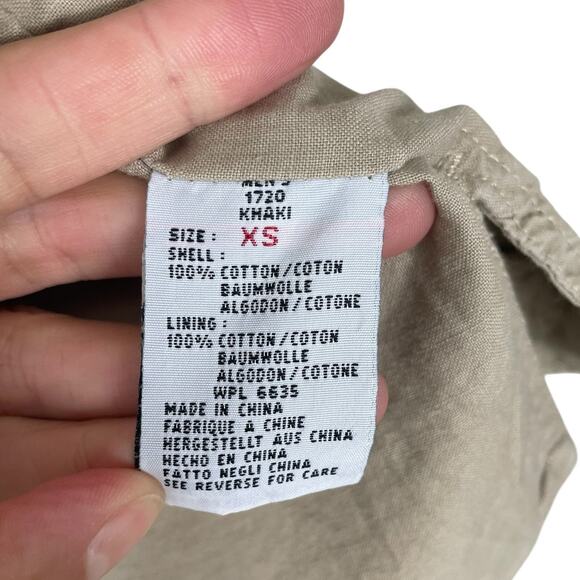 MEN'S
1720
KHAKI
SIZE: XS
SHELL:
100% COTTON/COTON
BAUMWOLLE
ALGODON/COTONE
LINING:
100% COTTON/COTON
BAUMWOLLE
ALGODON/COTONE
WPL 6635
MADE IN CHINA
FABRIQUE A CHINE
HERGESTELLT AUS CHINA
HECHO EN CHINA
FATTO NEGLI CHINA
SEE REVERSE FOR CARE